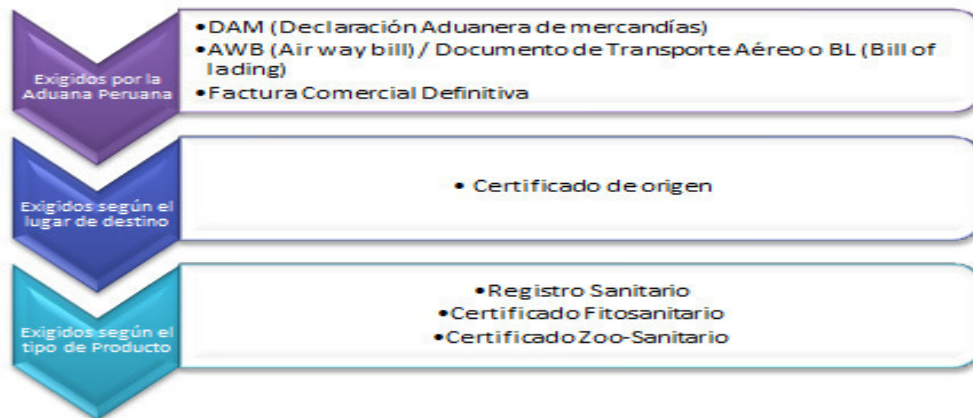 Exigidos por la
Aduana Peruana
•DAM (Declaración Aduanera de mercandías)
•AWB (Air way bill) / Documento de Transporte Aéreo o BL (Bill of
lading)
•Factura Comercial Definitiva
Exigidos según el
lugar de destino
• Certificado de origen
Exigidos según el
tipo de Producto
•Registro Sanitario
•Certificado Fitosanitario
•Certificado Zoo-Sanitario